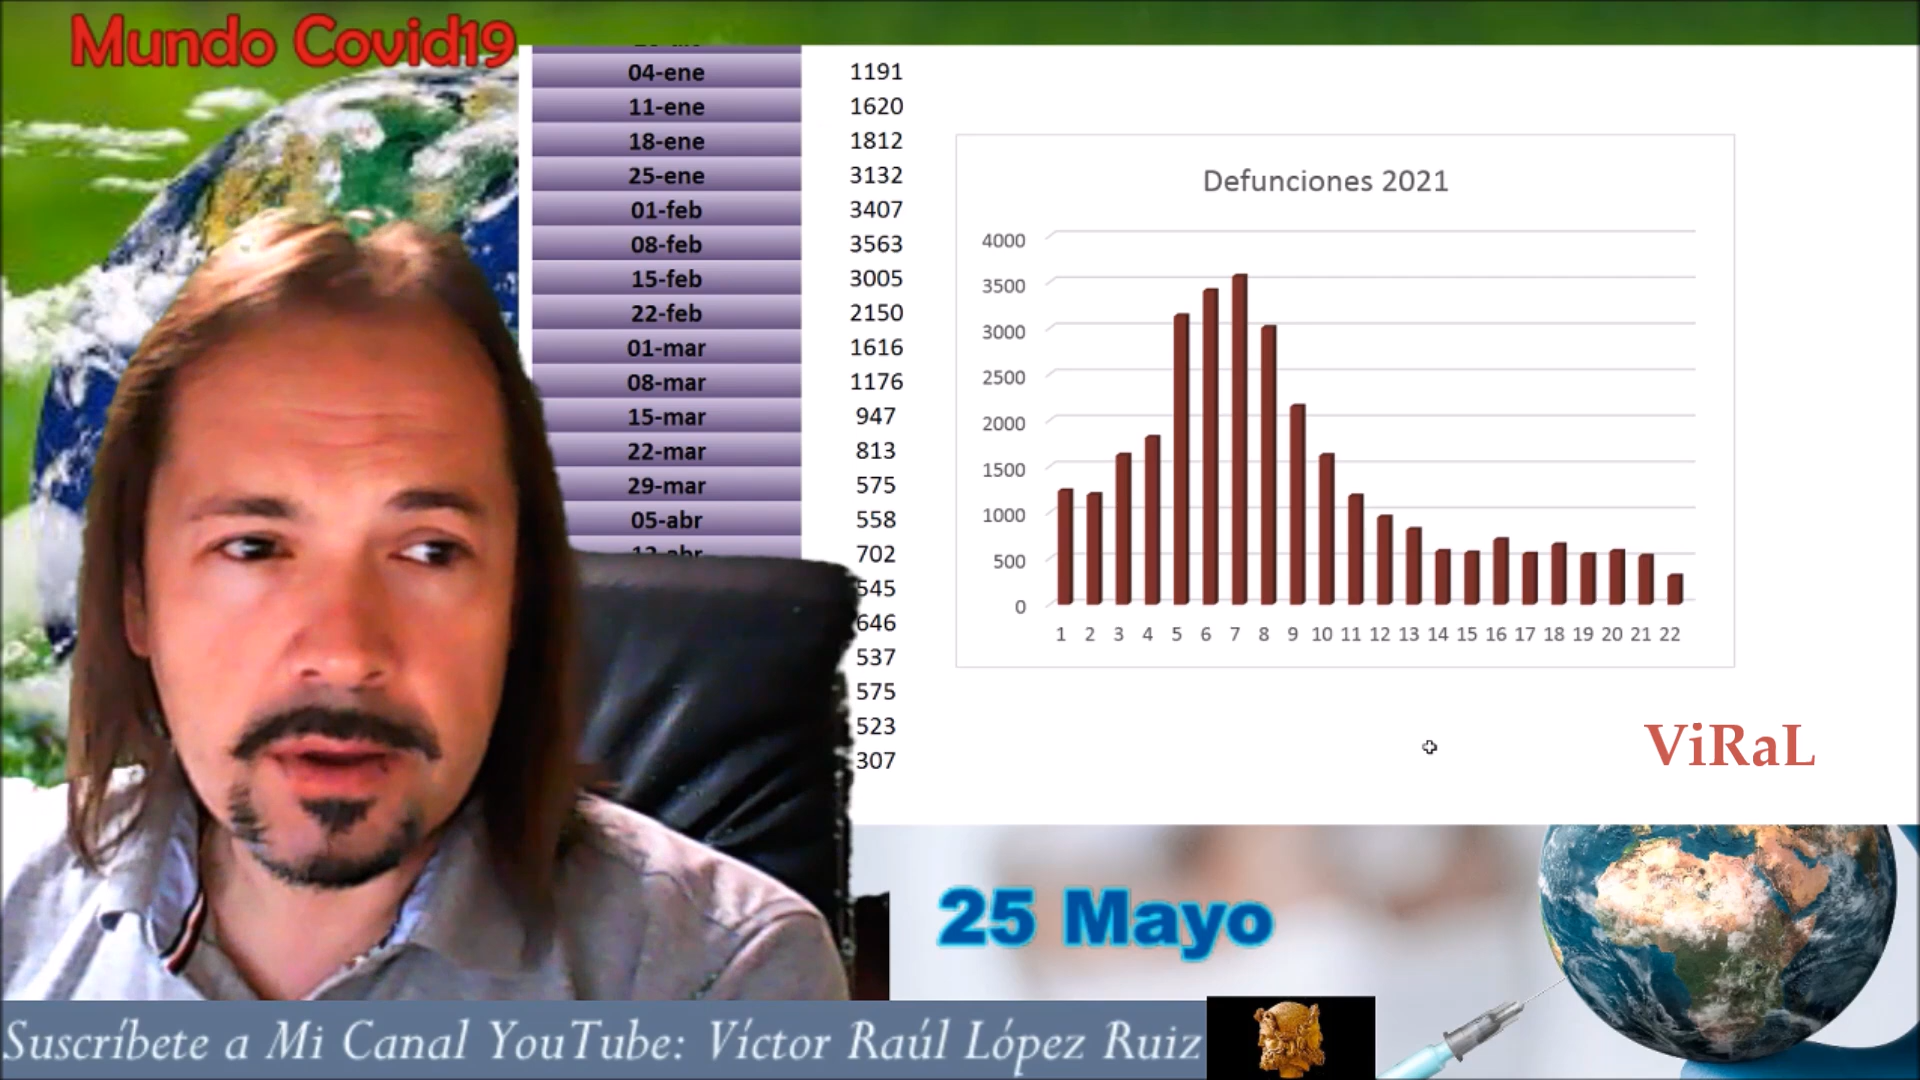 Mundo Covid19
04-ene 1191
11-ene 1620
18-ene 1812
25-ene 3132
01-feb 3407
08-feb 3563
15-feb 3005
22-feb 2150
01-mar 1616
08-mar 1176
15-mar 947
22-mar 813
29-mar 575
05-abr 558
12-abr 702
545
646
537
575
523
307
Defunciones 2021
4000
3500
3000
2500
2000
1500
1000
500
0
1 2 3 4 5 6 7 8 9 10 11 12 13 14 15 16 17 18 19 20 21 22
ViRaL
25 Mayo
Suscríbete a Mi Canal YouTube: Víctor Raúl López Ruiz